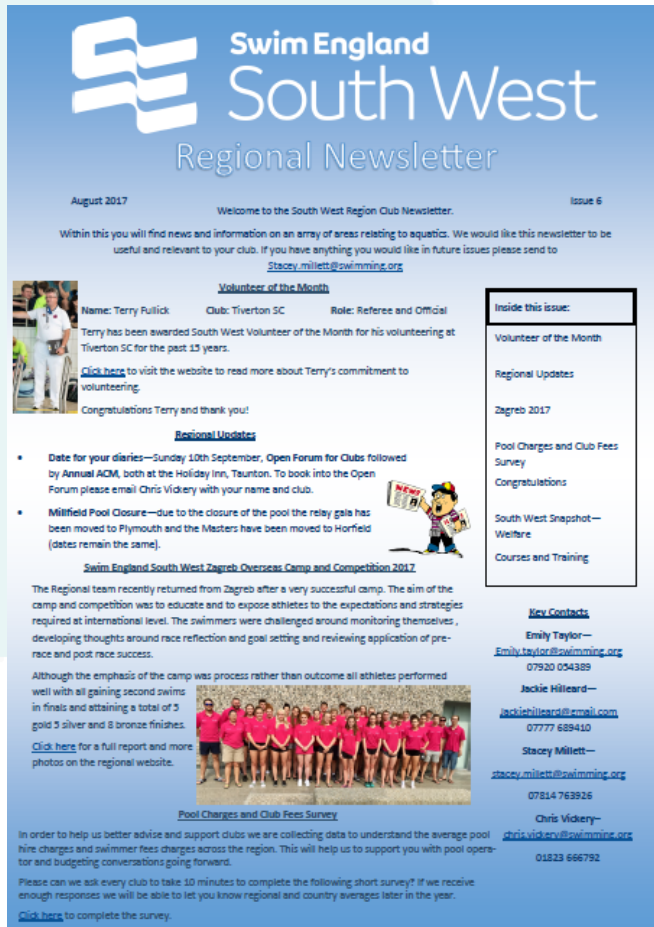 Swim England
South West
Regional Newsletter
August 2017
Issue 6
Welcome to the South West Region Club Newsletter.
Within this you will find news and information on an array of areas relating to aquatics. We would like this newsletter to be
useful and relevant to your club. If you have anything you would like in future issues please send to
Stacey.millett@swimming.org
Volunteer of the Month
Name: Terry Fullick Club: Tiverton SC Role: Referee and Official
Terry has been awarded South West Volunteer of the Month for his volunteering at
Tiverton SC for the past 15 years.
Click here to visit the website to read more about Terry's commitment to
volunteering.
Congratulations Terry and thank you!
Regional Updates
• Date for your diaries—Sunday 10th September, Open Forum for Clubs followed
by Annual ACM, both at the Holiday Inn, Taunton. To book into the Open
Forum please email Chris Vickery with your name and club.
• Millfield Pool Closure—due to the closure of the pool the relay gala has
been moved to Plymouth and the Masters have been moved to Horfield
(dates remain the same).
NEWS
Swim England South West Zagreb Overseas Camp and Competition 2017
The Regional team recently returned from Zagreb after a very successful camp. The aim of the
camp and competition was to educate and to expose athletes to the expectations and strategies
required at international level. The swimmers were challenged around monitoring themselves ,
developing thoughts around race reflection and goal setting and reviewing application of pre-
race and post race success.
Although the emphasis of the camp was process rather than outcome all athletes performed
well with all gaining second swims
in finals and attaining a total of 5
gold 5 silver and 8 bronze finishes.
Click here for a full report and more
photos on the regional website.
Pool Charges and Club Fees Survey
In order to help us better advise and support clubs we are collecting data to understand the average pool
hire charges and swimmer fees charges across the region. This will help us to support you with pool opera-
tor and budgeting conversations going forward.
Please can we ask every club to take 10 minutes to complete the following short survey? If we receive
enough responses we will be able to let you know regional and country averages later in the year.
Click here to complete the survey.
Inside this issue:
Volunteer of the Month
Regional Updates
Zagreb 2017
Pool Charges and Club Fees
Survey
Congratulations
South West Snapshot—
Welfare
Courses and Training
Key Contacts
Emily Taylor—
Emily.taylor@swimming.org
07920 054389
Jackie Hilleard—
Jackiehilleard@gmail.com
07777 689410
Stacey Millett—
stacey.millett@swimming.org
07814 763926
Chris Vickery—
chris.vickery@swimming.org
01823 666792